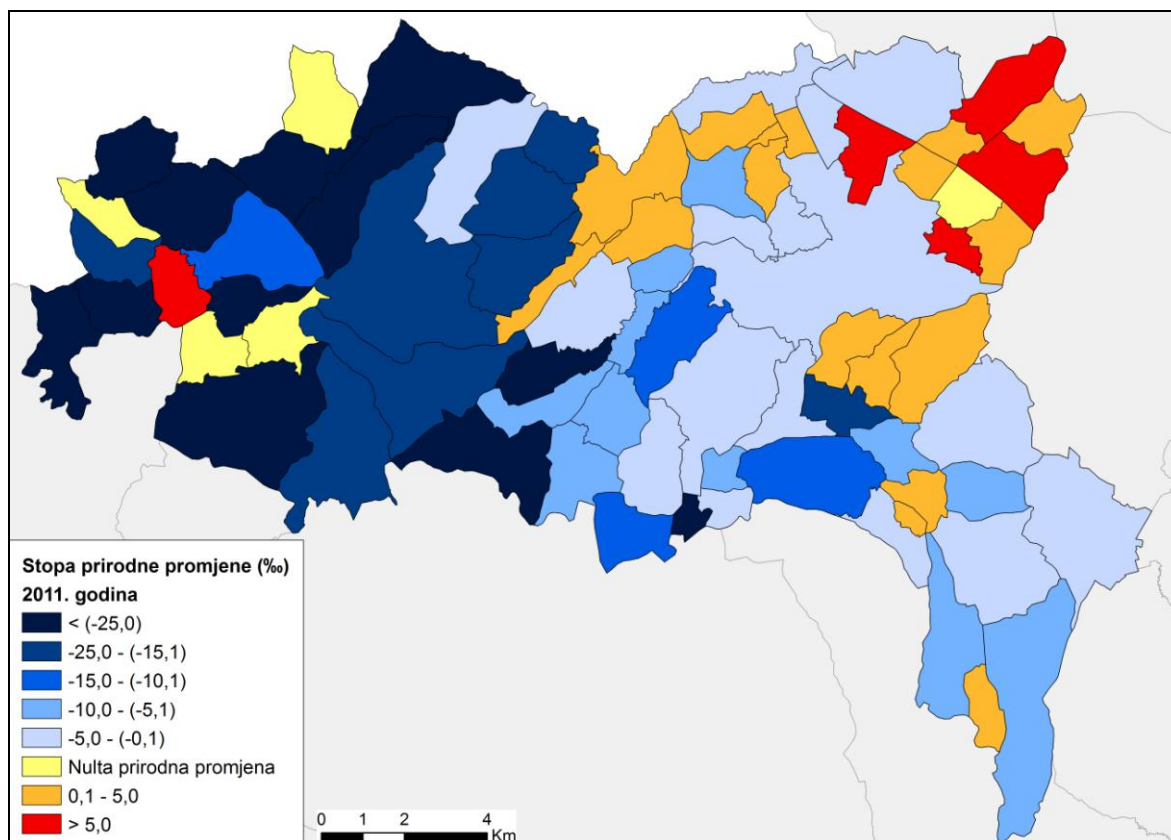 Stopa prirodne promjene (‰)
2011. godina
< (-25,0)
-25,0 - (-15,1)
-15,0 - (-10,1)
-10,0 - (-5,1)
-5,0 - (-0,1)
Nulta prirodna promjena
0,1 - 5,0
> 5,0
0 1 2 4
Km